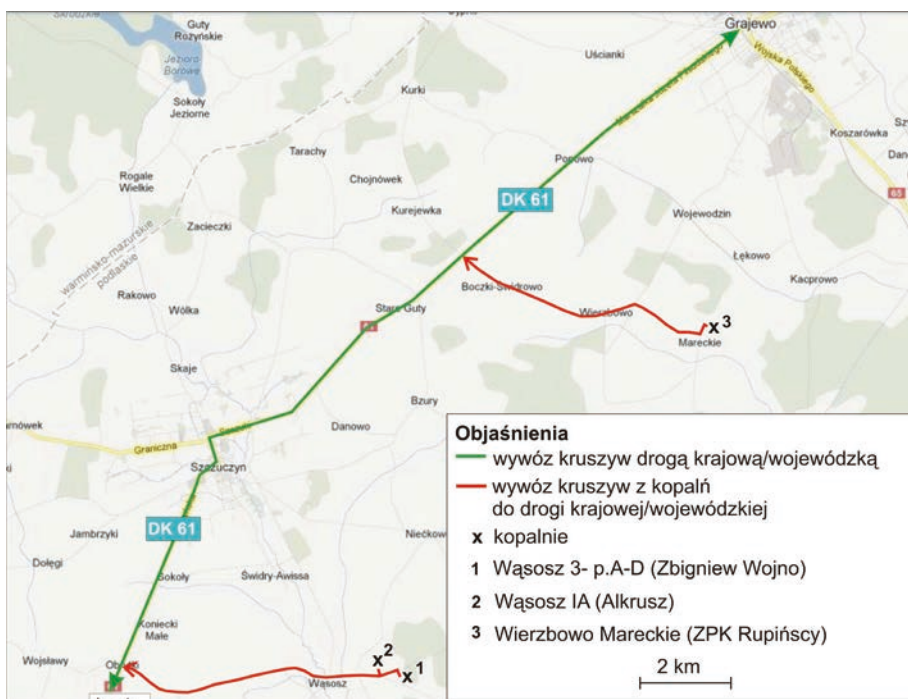 Guty
Rożyńskie
Jezioro
Borowe
Grajewo
Uścianki
Wojska Polskiego
Kurki
Sokoły
Jeziorne
Koszarówka
Tarachy
Popowo
Rogale
Wielkie
Chojnówek
65
DK 61
Kurejewka
Wojewodzin
Zacieczki
warmińsko-mazurskie
podlaskie
Łękowo
Kacprowo
Boczki-Świdrowo
Rakowo
Wólka
Stare Guty
Wierzbowo
x 3
Mareckie
Skaje
Bzury
Danowo
Graniczna
Szczuczyn
DK 61
Jambrzyki
Niećkowo
Dołęgi
Sokoły
Świdry-Awissa
Koniecki
Małe
Wojsławy
x 2
x 1
Wąsosz
Objaśnienia
wywóz kruszyw drogą krajową/wojewódzką
wywóz kruszyw z kopalń
do drogi krajowej/wojewódzkiej
x kopalnie
1 Wąsosz 3- p.A-D (Zbigniew Wojno)
2 Wąsosz IA (Alkrusz)
3 Wierzbowo Mareckie (ZPK Rupińscy)
2 km